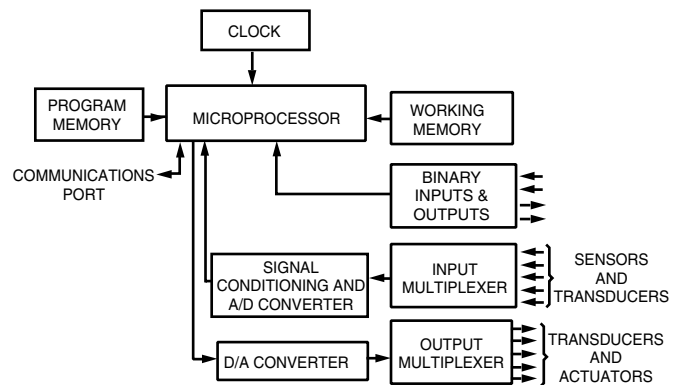 CLOCK
PROGRAM
MEMORY
MICROPROCESSOR
WORKING
MEMORY
COMMUNICATIONS
PORT
BINARY
INPUTS &
OUTPUTS
SIGNAL
CONDITIONING AND
A/D CONVERTER
INPUT
MULTIPLEXER
SENSORS
AND
TRANSDUCERS
D/A CONVERTER
OUTPUT
MULTIPLEXER
TRANSDUCERS
AND
ACTUATORS